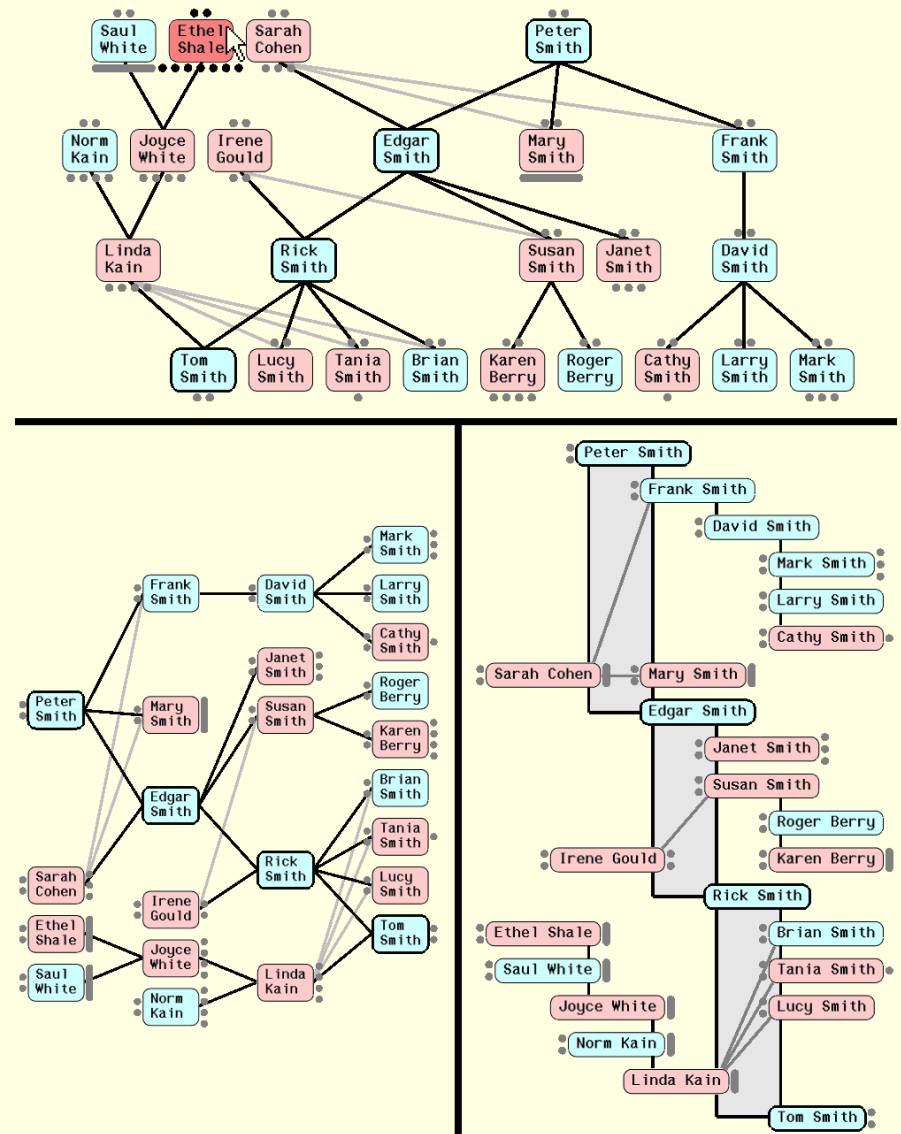 Saul
White
Ethel
Shale
Sarah
Cohen
Peter
Smith
Norm
Kain
Joyce
White
Irene
Gould
Edgar
Smith
Mary
Smith
Frank
Smith
Linda
Kain
Rick
Smith
Susan
Smith
Janet
Smith
David
Smith
Tom
Smith
Lucy
Smith
Tania
Smith
Brian
Smith
Karen
Berry
Roger
Berry
Cathy
Smith
Larry
Smith
Mark
Smith
Mark
Smith
Frank
Smith
David
Smith
Larry
Smith
Cathy
Smith
Janet
Smith
Roger
Berry
Peter
Smith
Mary
Smith
Susan
Smith
Karen
Berry
Edgar
Smith
Brian
Smith
Tania
Smith
Sarah
Cohen
Rick
Smith
Lucy
Smith
Irene
Gould
Ethel
Shale
Tom
Smith
Joyce
White
Saul
White
Linda
Kain
Norm
Kain
Peter Smith
Frank Smith
David Smith
Mark Smith
Larry Smith
Cathy Smith
Sarah Cohen
Mary Smith
Edgar Smith
Janet Smith
Susan Smith
Roger Berry
Irene Gould
Karen Berry
Rick Smith
Ethel Shale
Brian Smith
Saul White
Tania Smith
Joyce White
Lucy Smith
Norm Kain
Linda Kain
Tom Smith